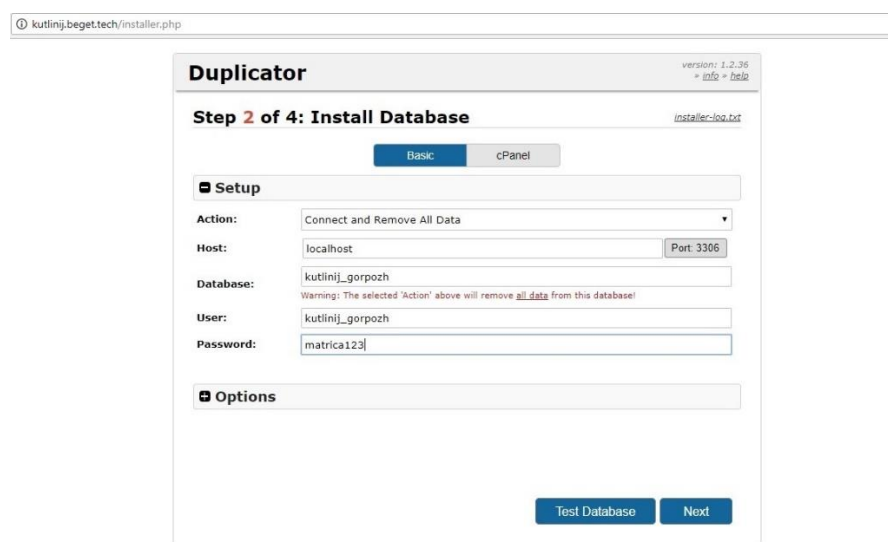 kutlinij.beget.tech/installer.php
Duplicator
version: 1.2.36
» info » help
Step 2 of 4: Install Database
installer-log.txt
Basic
cPanel
Setup
Action:
Connect and Remove All Data
Host:
localhost
Port: 3306
Database:
kutlinij_gorpozh
Warning: The selected 'Action' above will remove all data from this database!
User:
kutlinij_gorpozh
Password:
matrica123
Options
Test Database
Next